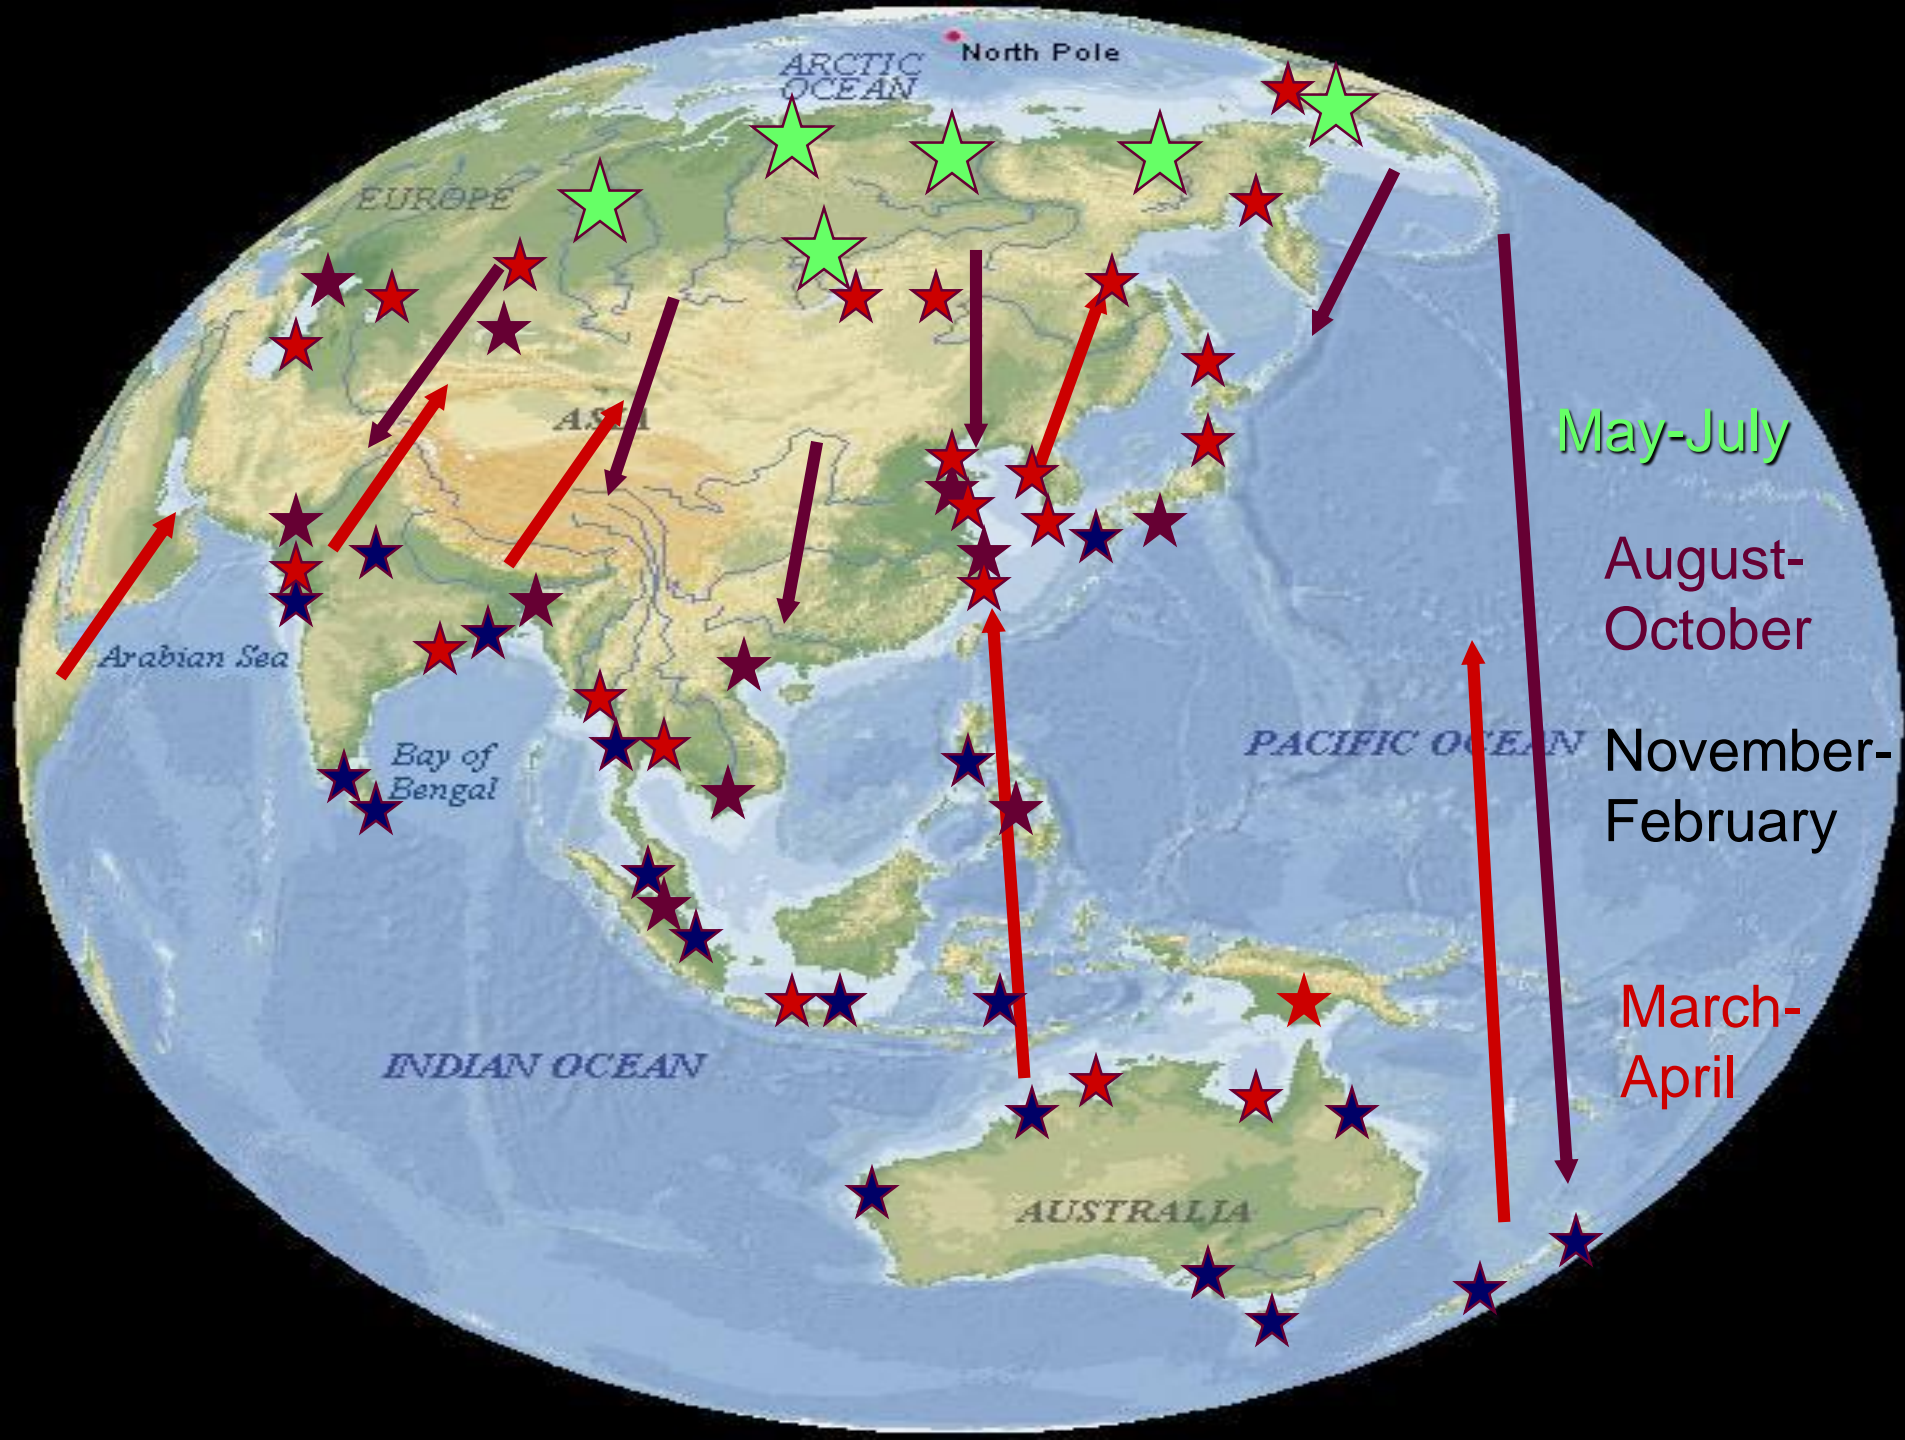 North Pole
ARCTIC
OCEAN
EUROPE
ASIA
May-July
August-
October
Arabian Sea
Bay of
Bengal
PACIFIC OCEAN
November-
February
March-
April
INDIAN OCEAN
AUSTRALIA